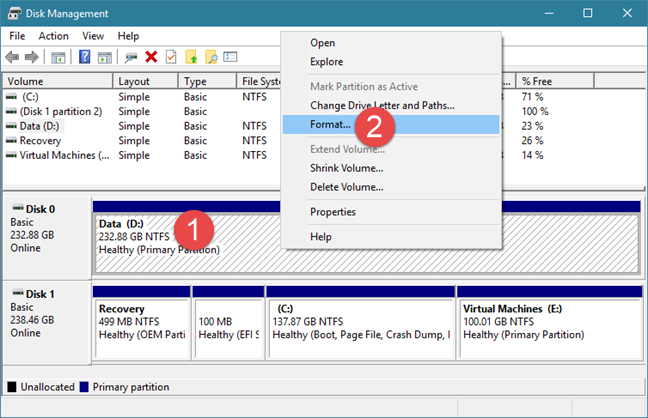 Disk Management
File Action View Help
Volume Layout Type File Syste % Free
(C:) Simple Basic NTFS 71 %
(Disk 1 partition 2) Simple Basic 100 %
Data (D:) Simple Basic NTFS 23 %
Recovery Simple Basic NTFS 26 %
Virtual Machines (... Simple Basic NTFS 14 %
Open
Explore
Mark Partition as Active
Change Drive Letter and Paths...
Format... 2
Extend Volume...
Shrink Volume...
Delete Volume...
Properties
Help
Disk 0
Basic
232.88 GB
Online
Data (D:)
232.88 GB NTFS 1
Healthy (Primary Partition)
Disk 1
Basic
238.46 GB
Online
Recovery
499 MB NTFS
Healthy (OEM Parti
100 MB
Healthy (EFI S
(C:)
137.87 GB NTFS
Healthy (Boot, Page File, Crash Dump, I
Virtual Machines (E:)
100.01 GB NTFS
Healthy (Primary Partition)
Unallocated Primary partition